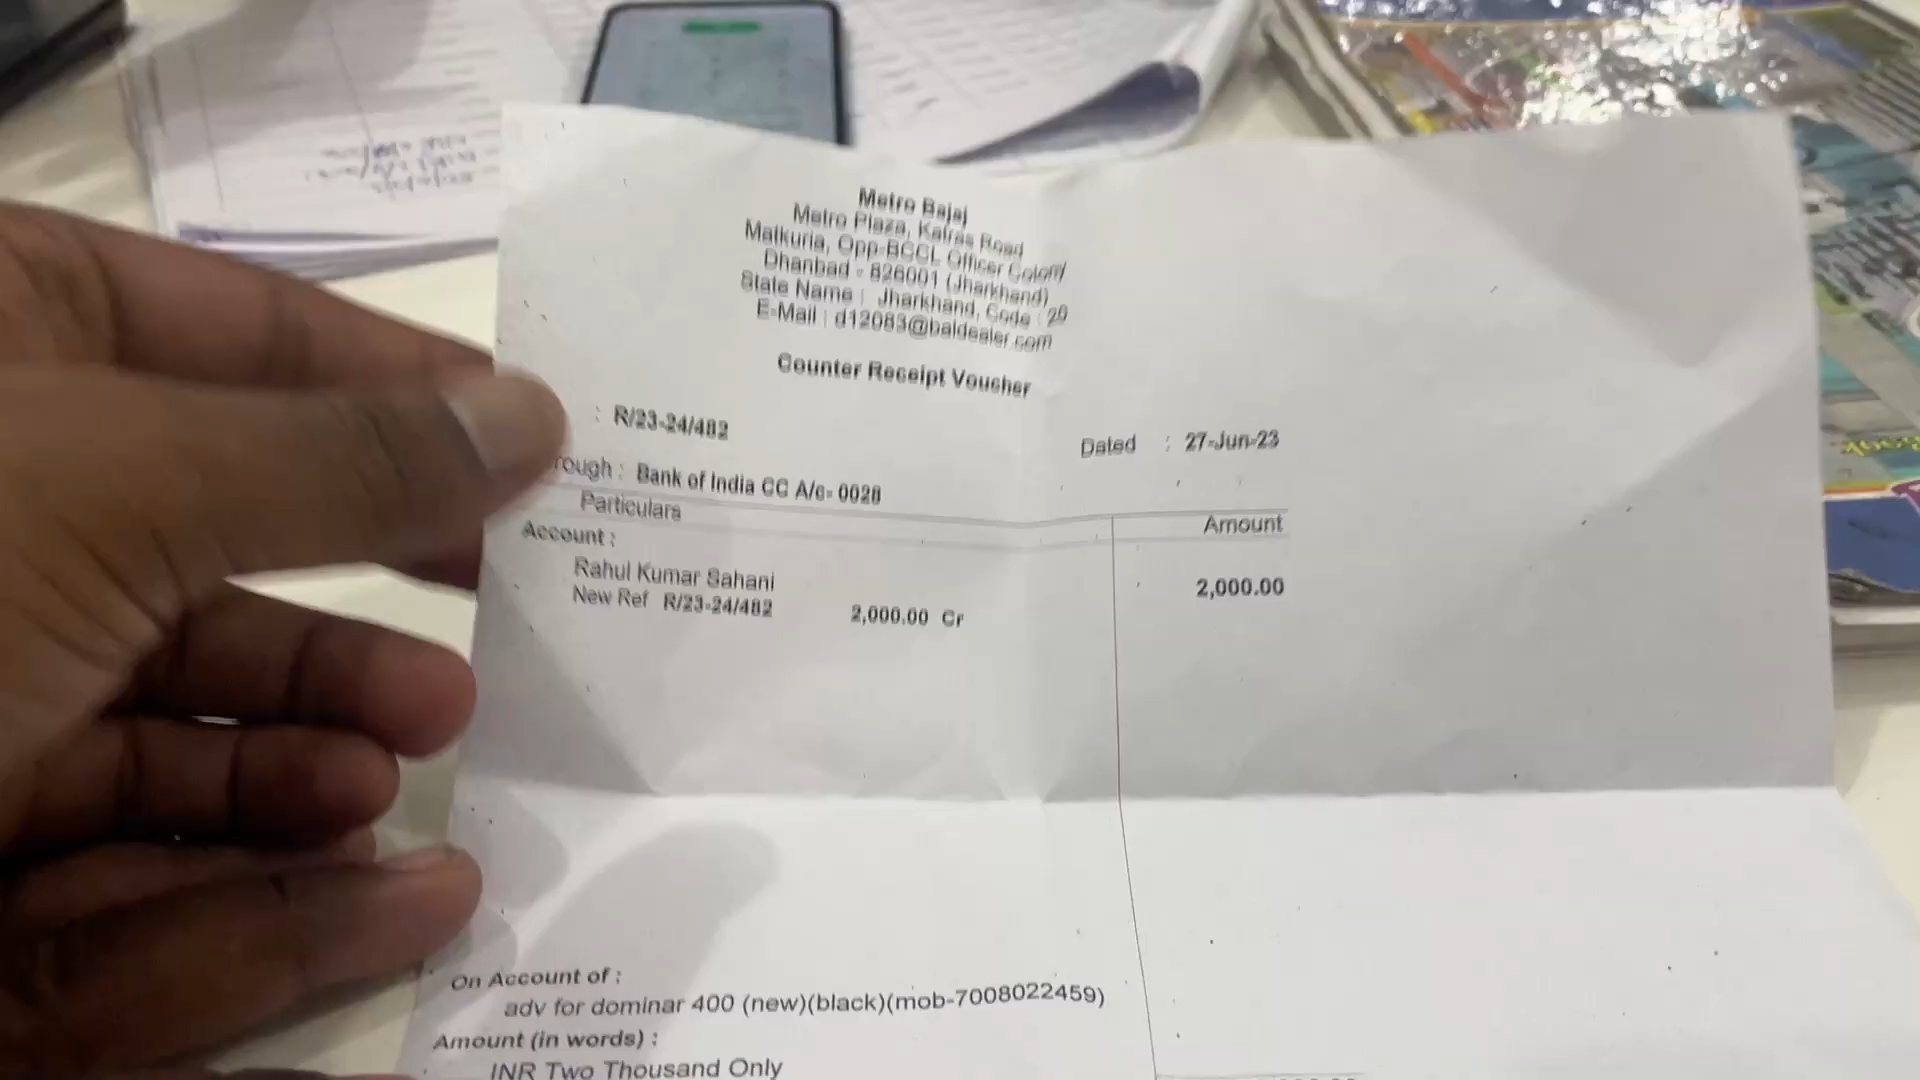 Metro Bajaj
Metro Plaza, Katras Road
Matkuria, Opp-BCCL Officer Colony
Dhanbad - 826001 (Jharkhand)
State Name : Jharkhand, Code : 20
E-Mail : d12083@baldealer.com
Counter Receipt Voucher
: R/23-24/482
Dated : 27-Jun-23
rough : Bank of India CC A/c- 0028
Particulars
Amount
Account :
Rahul Kumar Sahani
2,000.00
New Ref R/23-24/482 2,000.00 Cr
On Account of :
adv for dominar 400 (new)(black)(mob-7008022459)
Amount (in words) :
INR Two Thousand Only